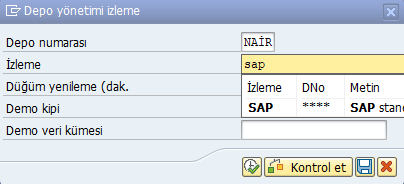 Depo yönetimi izleme
Depo numarası NAİR
İzleme sap
Düğüm yenileme (dak.
Demo kipi
Demo veri kümesi
İzleme DNo Metin
SAP **** SAP stan
Kontrol et